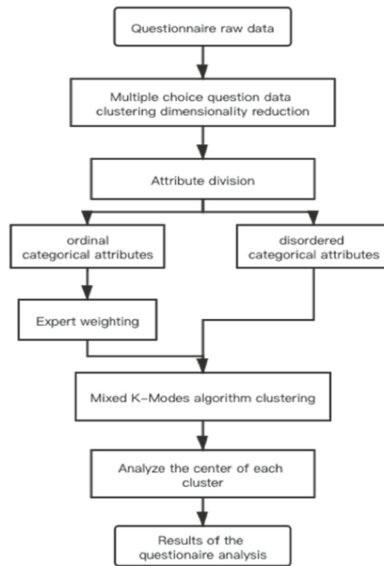 Questionnaire raw data
Multiple choice question data
clustering dimensionality reduction
Attribute division
ordinal
categorical attributes
disordered
categorical attributes
Expert weighting
Mixed K-Modes algorithm clustering
Analyze the center of each
cluster
Results of the
questionaire analysis